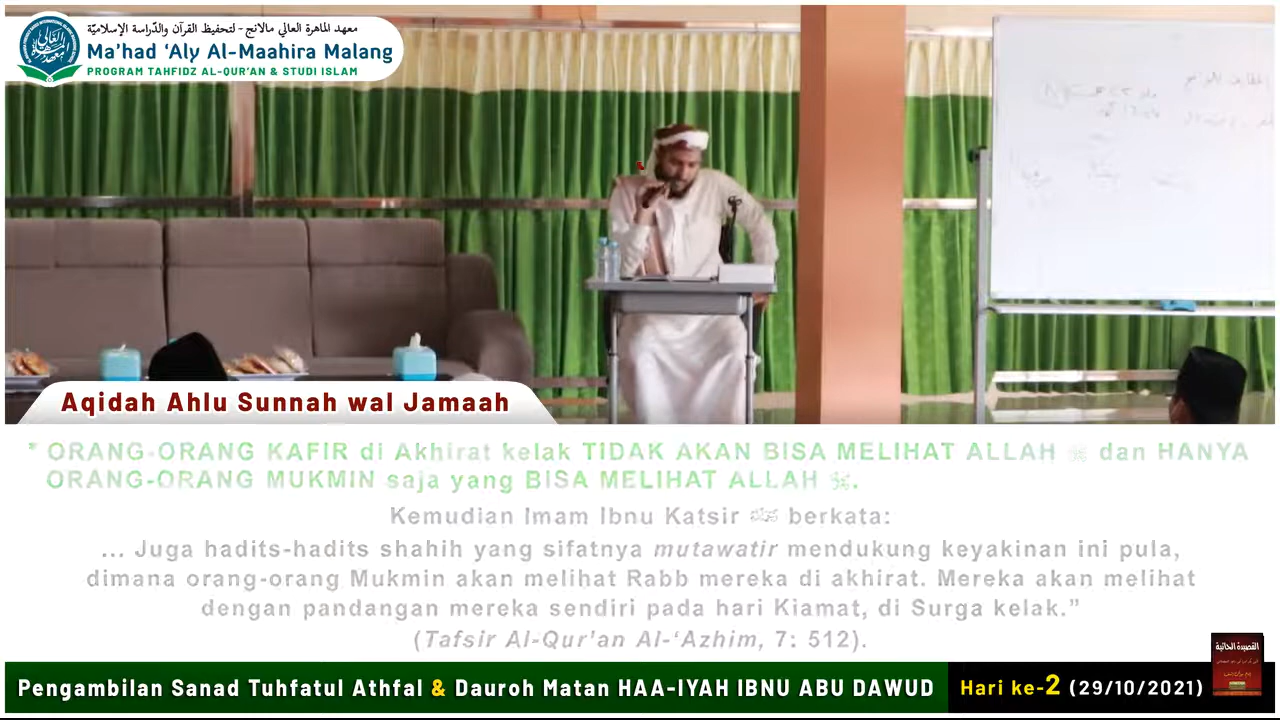 معهد الماهرة العالي مالانج - لتحفيظ القرآن والدّراسة الإسلاميّة
Ma'had 'Aly Al-Maahira Malang
PROGRAM TAHFIDZ AL-QUR'AN & STUDI ISLAM
Aqidah Ahlu Sunnah wal Jamaah
* ORANG-ORANG KAFIR di Akhirat kelak TIDAK AKAN BISA MELIHAT ALLAH ﷻ dan HANYA
ORANG-ORANG MUKMIN saja yang BISA MELIHAT ALLAH ﷻ.
Kemudian Imam Ibnu Katsir berkata:
... Juga hadits-hadits shahih yang sifatnya mutawatir mendukung keyakinan ini pula,
dimana orang-orang Mukmin akan melihat Rabb mereka di akhirat. Mereka akan melihat
dengan pandangan mereka sendiri pada hari Kiamat, di Surga kelak.”
(Tafsir Al-Qur’an Al-‘Azhim, 7: 512).
القصيدة الحائية
Pengambilan Sanad Tuhfatul Athfal & Dauroh Matan HAA-IYAH IBNU ABU DAWUD
Hari ke-2 (29/10/2021)